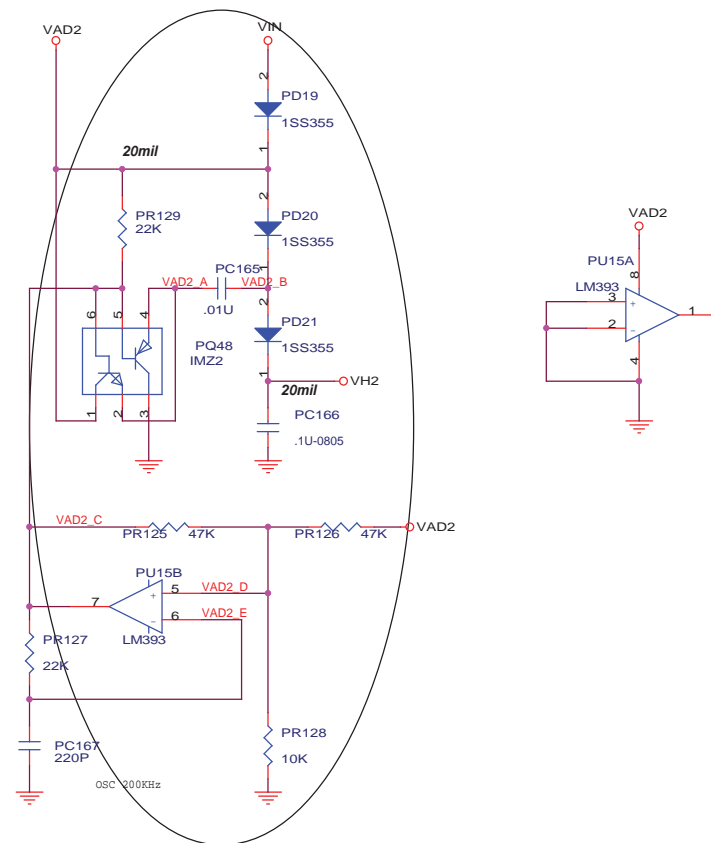 VAD2
VIN
2
PD19
1SS355
1
20mil
2
PD20
1SS355
1
PR129
22K
PC165
VAD2_A
VAD2_B
.01U
2
PD21
1SS355
1
6
5
4
PQ48
IMZ2
1
2
3
20mil
VH2
PC166
.1U-0805
VAD2
PU15A
LM393
8
3
+
2
-
1
4
VAD2_C
PR125
47K
PR126
47K
VAD2
PU15B
7
5
VAD2_D
+
6
VAD2_E
-
LM393
PR127
22K
PC167
220P
PR128
10K
OSC 200KHz